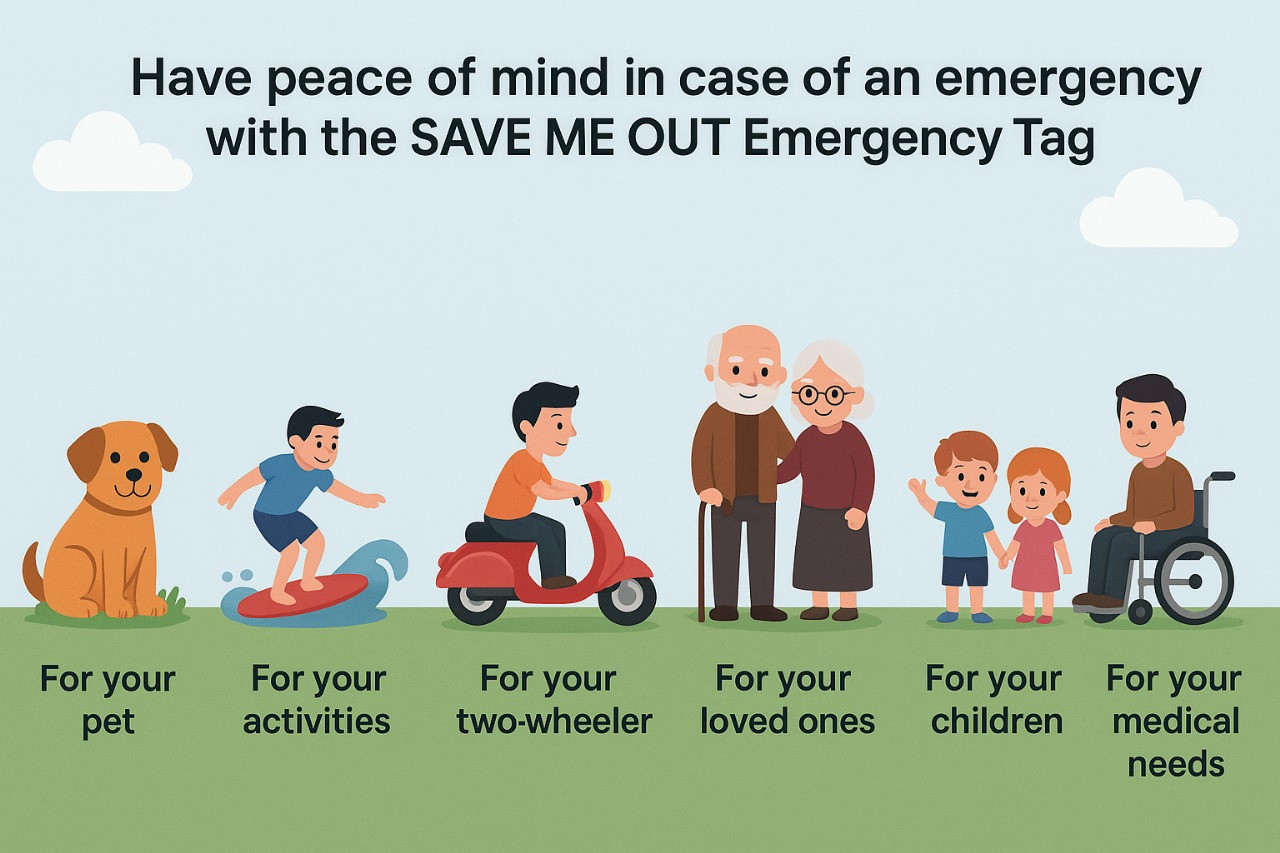 Have peace of mind in case of an emergency
with the SAVE ME OUT Emergency Tag
For your
pet
For your
activities
For your
two-wheeler
For your
loved ones
For your
children
For your
medical
needs